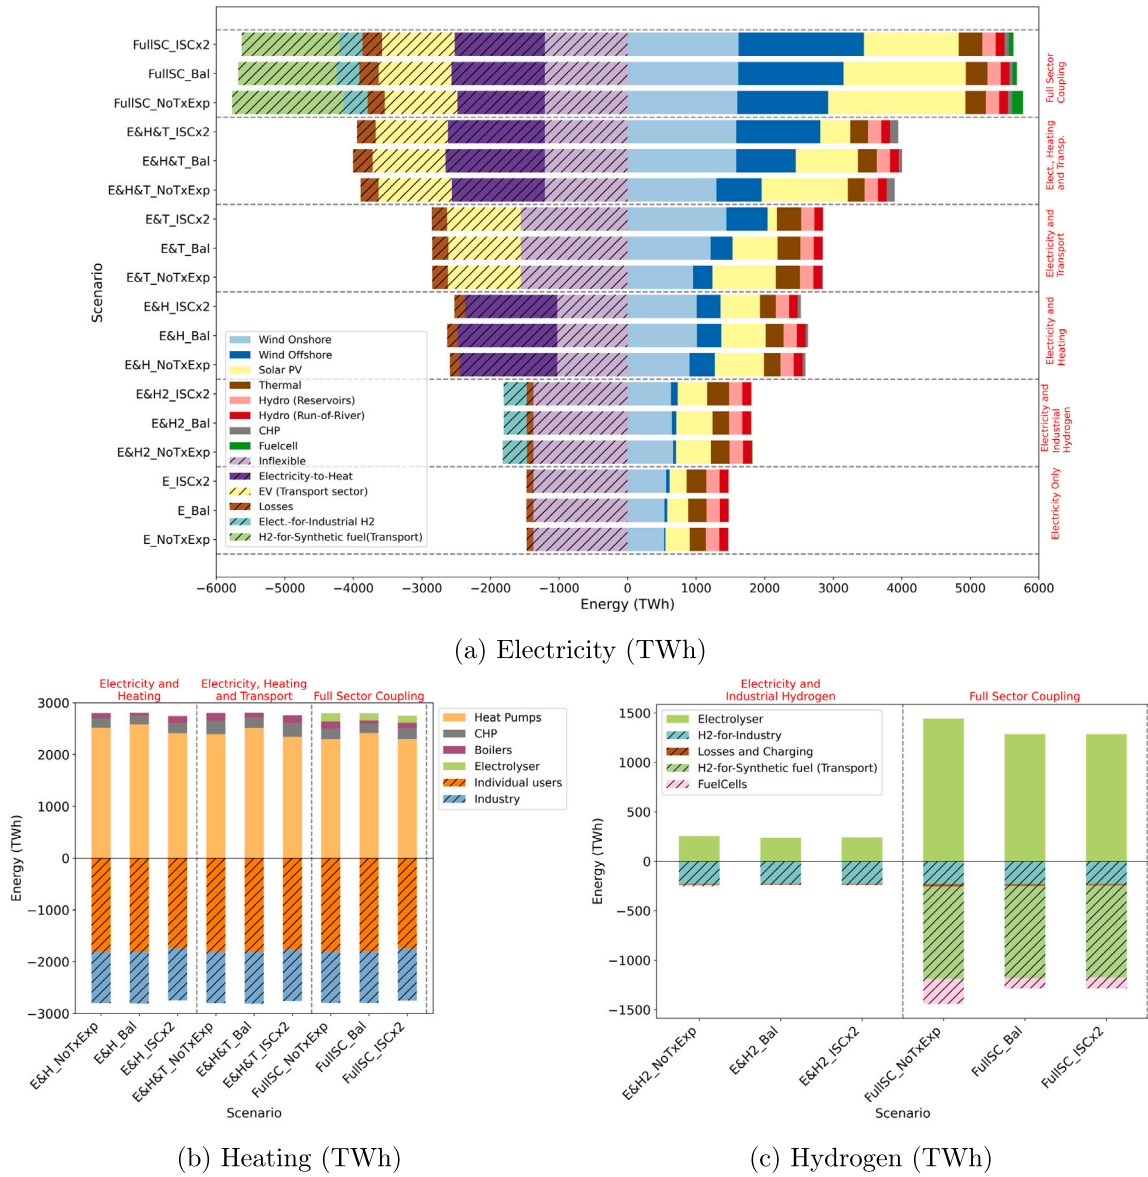 FullSC_ISCx2
FullSC_Bal
FullSC_NoTxExp
E&H&T_ISCx2
E&H&T_Bal
E&H&T_NoTxExp
E&T_ISCx2
E&T_Bal
E&T_NoTxExp
E&H_ISCx2
E&H_Bal
E&H_NoTxExp
E&H2_ISCx2
E&H2_Bal
E&H2_NoTxExp
E_ISCx2
E_Bal
E_NoTxExp
Scenario
Wind Onshore
Wind Offshore
Solar PV
Thermal
Hydro (Reservoirs)
Hydro (Run-of-River)
CHP
Fuelcell
Inflexible
Electricity-to-Heat
EV (Transport sector)
Losses
Elect.-for-Industrial H2
H2-for-Synthetic fuel(Transport)
Full Sector
Coupling
Elect., Heating
and Transp.
Electricity and
Transport
Electricity and
Heating
Electricity and
Industrial
Hydrogen
Electricity Only
−6000 −5000 −4000 −3000 −2000 −1000 0 1000 2000 3000 4000 5000 6000
Energy (TWh)
(a) Electricity (TWh)
Electricity and
Heating
Electricity, Heating
and Transport
Full Sector Coupling
3000
2000
1000
0
−1000
−2000
−3000
Energy (TWh)
Heat Pumps
CHP
Boilers
Electrolyser
Individual users
Industry
E&H_NoTxExp
E&H_Bal
E&H_ISCx2
E&H&T_NoTxExp
E&H&T_Bal
E&H&T_ISCx2
FullSC_NoTxExp
FullSC_Bal
FullSC_ISCx2
Scenario
(b) Heating (TWh)
Electricity and
Industrial Hydrogen
Full Sector Coupling
1500
1000
500
0
−500
−1000
−1500
Energy (TWh)
Electrolyser
H2-for-Industry
Losses and Charging
H2-for-Synthetic fuel (Transport)
FuelCells
E&H2_NoTxExp
E&H2_Bal
E&H2_ISCx2
FullSC_NoTxExp
FullSC_Bal
FullSC_ISCx2
Scenario
(c) Hydrogen (TWh)